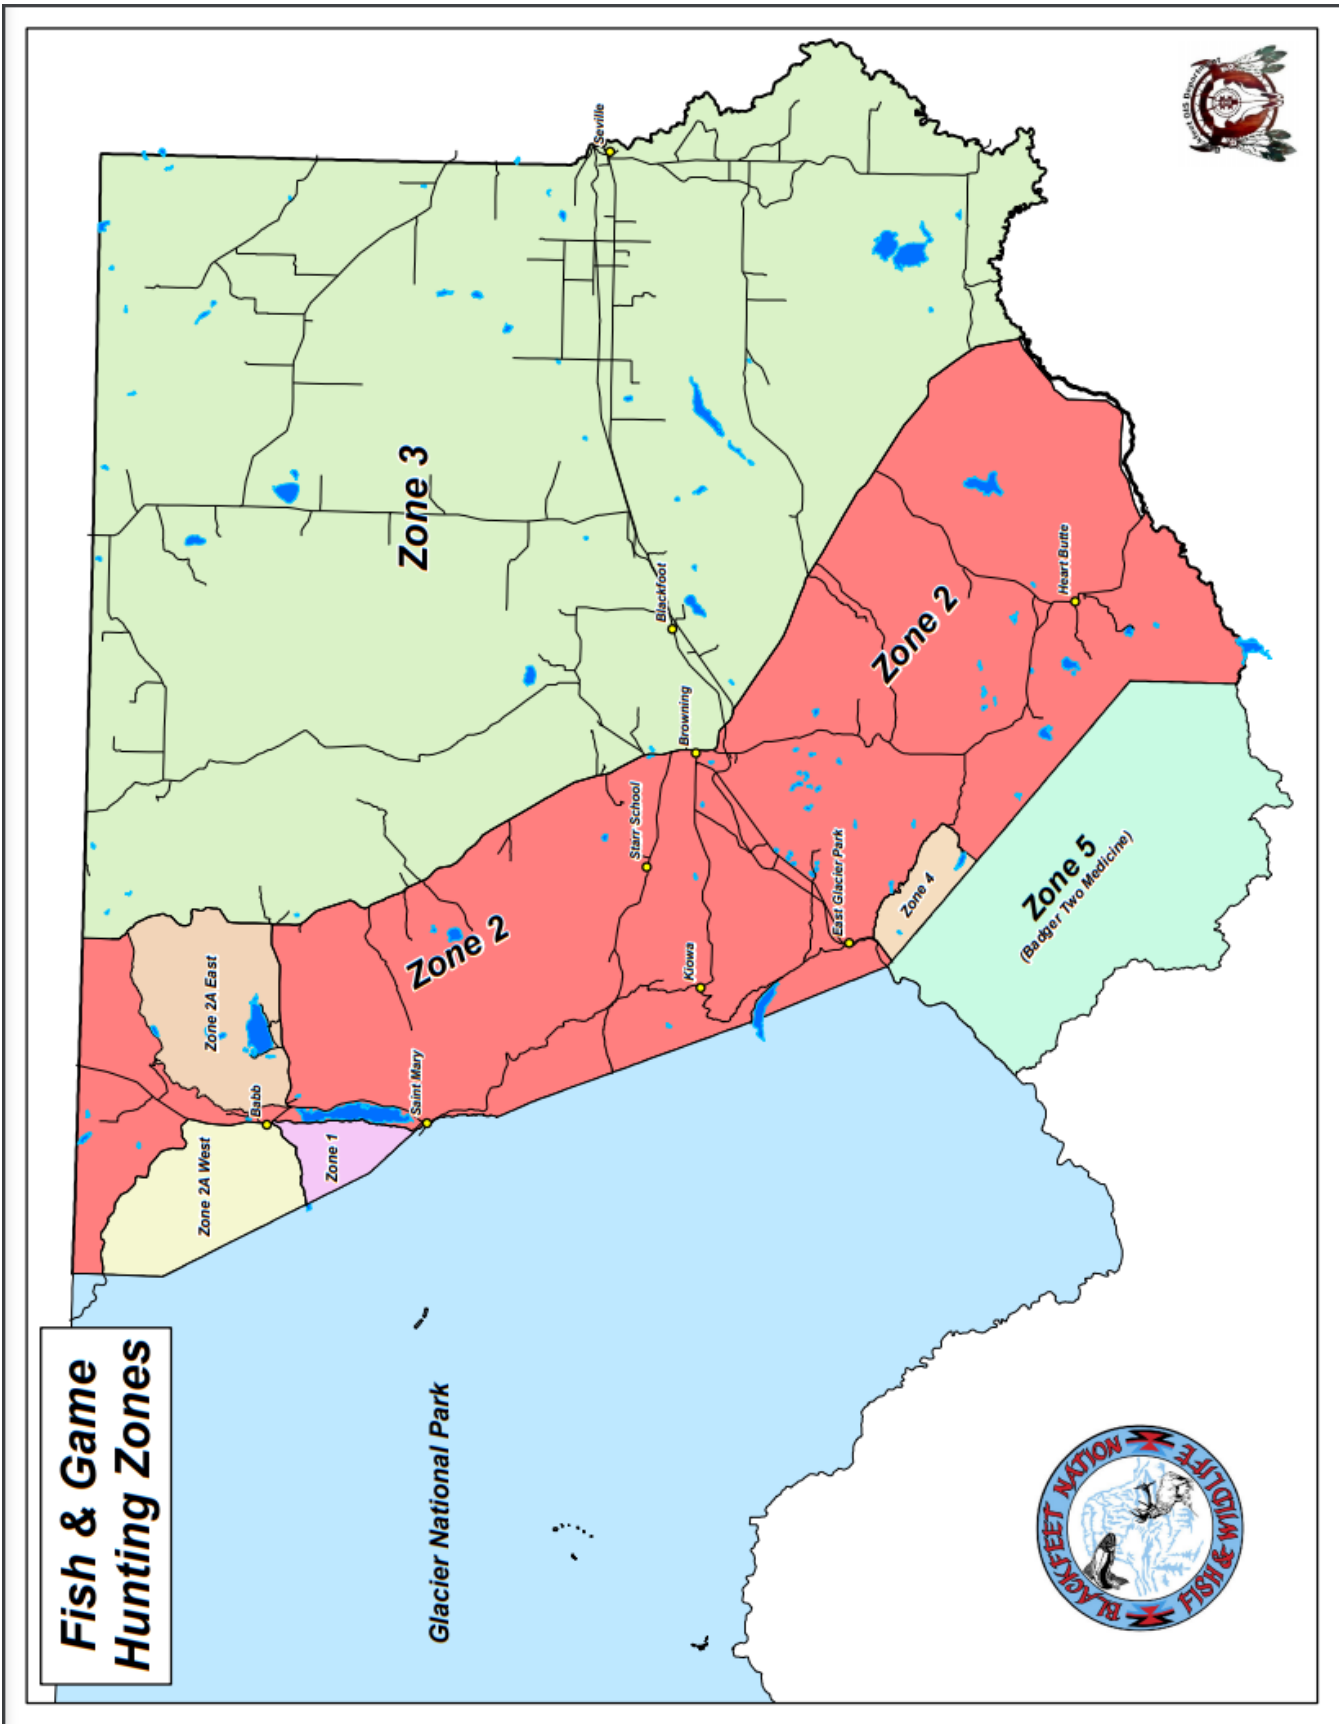 Fish & Game
Hunting Zones
Glacier National Park
Zone 2A West
Zone 1
Babb
Saint Mary
Zone 2A East
Zone 2
Kiowa
Starr School
East Glacier Park
Zone 4
Zone 5
(Badger Two Medicine)
Browning
Blackfoot
Zone 2
Heart Butte
Zone 3
Seville
BLACKFEET NATION
FISH & WILDLIFE
GIS Department